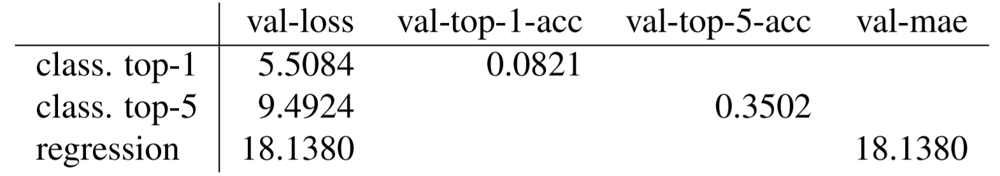 val-loss val-top-1-acc val-top-5-acc val-mae
class. top-1 5.5084 0.0821
class. top-5 9.4924 0.3502
regression 18.1380 18.1380